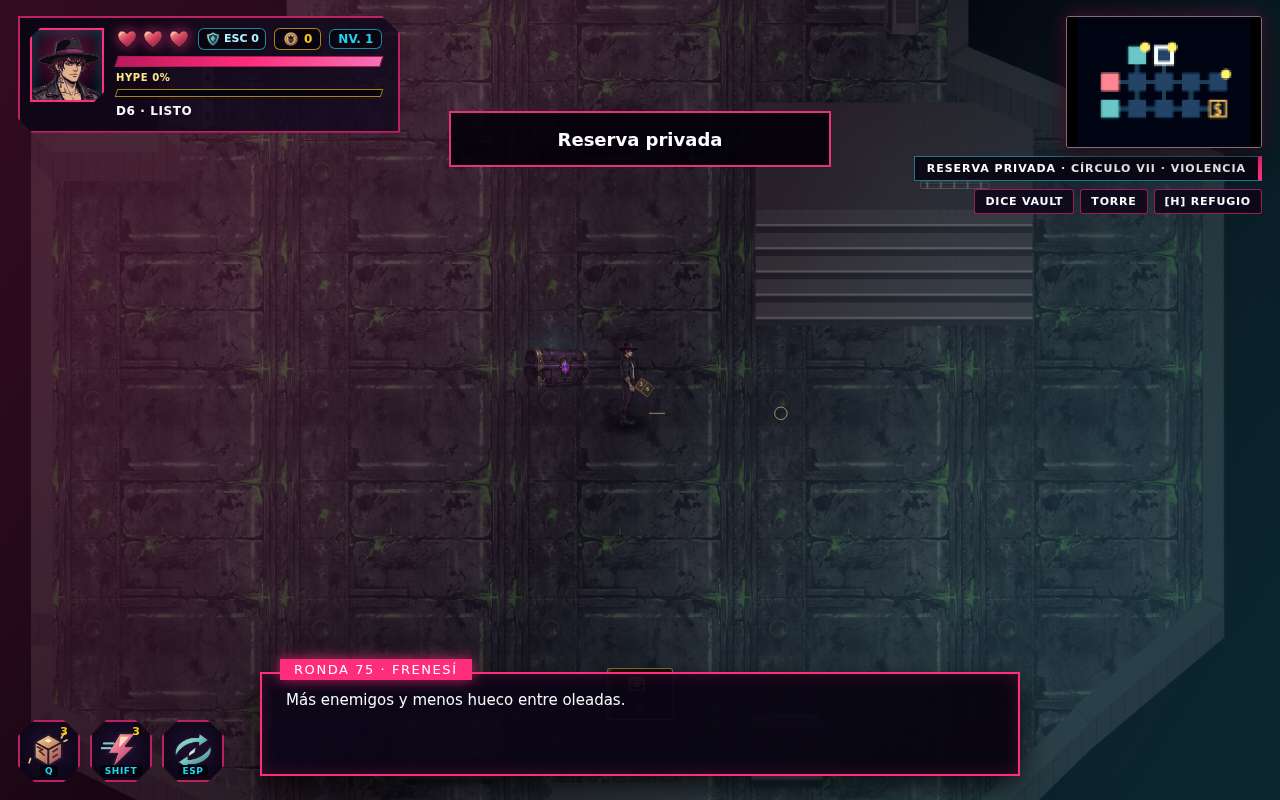 ESC 0
0
NV. 1
HYPE 0%
D6 · LISTO
Reserva privada
$
RESERVA PRIVADA · CÍRCULO VII · VIOLENCIA
DICE VAULT
TORRE
[H] REFUGIO
RONDA 75 · FRENESÍ
Más enemigos y menos hueco entre oleadas.
3
Q
3
SHIFT
ESP